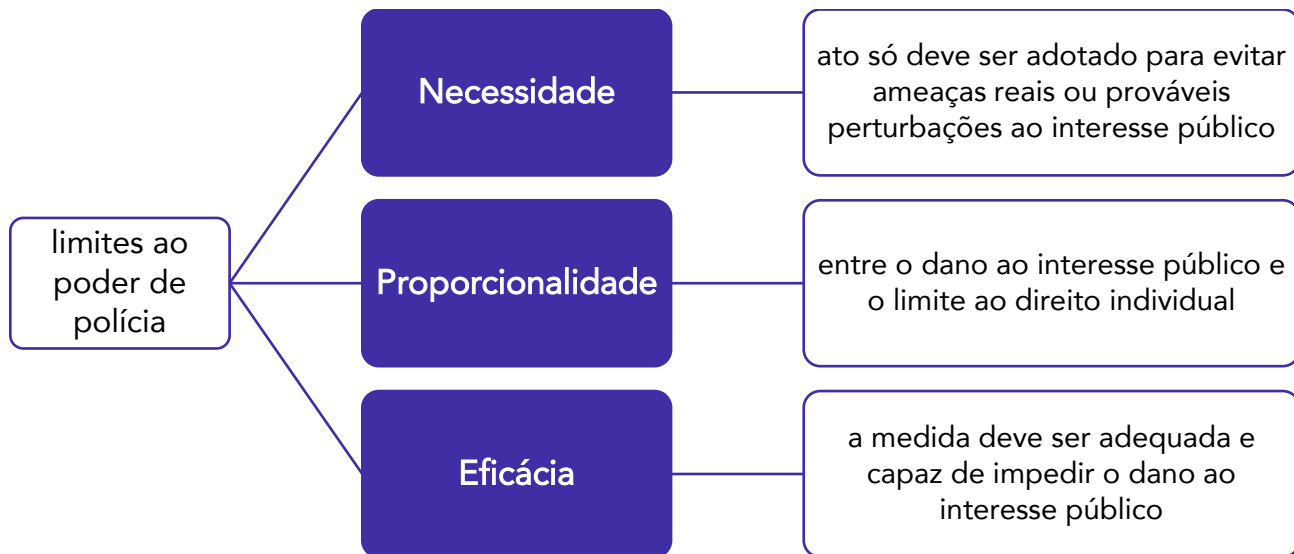 limites ao
poder de
polícia
Necessidade
ato só deve ser adotado para evitar
ameaças reais ou prováveis
perturbações ao interesse público
Proporcionalidade
entre o dano ao interesse público e
o limite ao direito individual
Eficácia
a medida deve ser adequada e
capaz de impedir o dano ao
interesse público